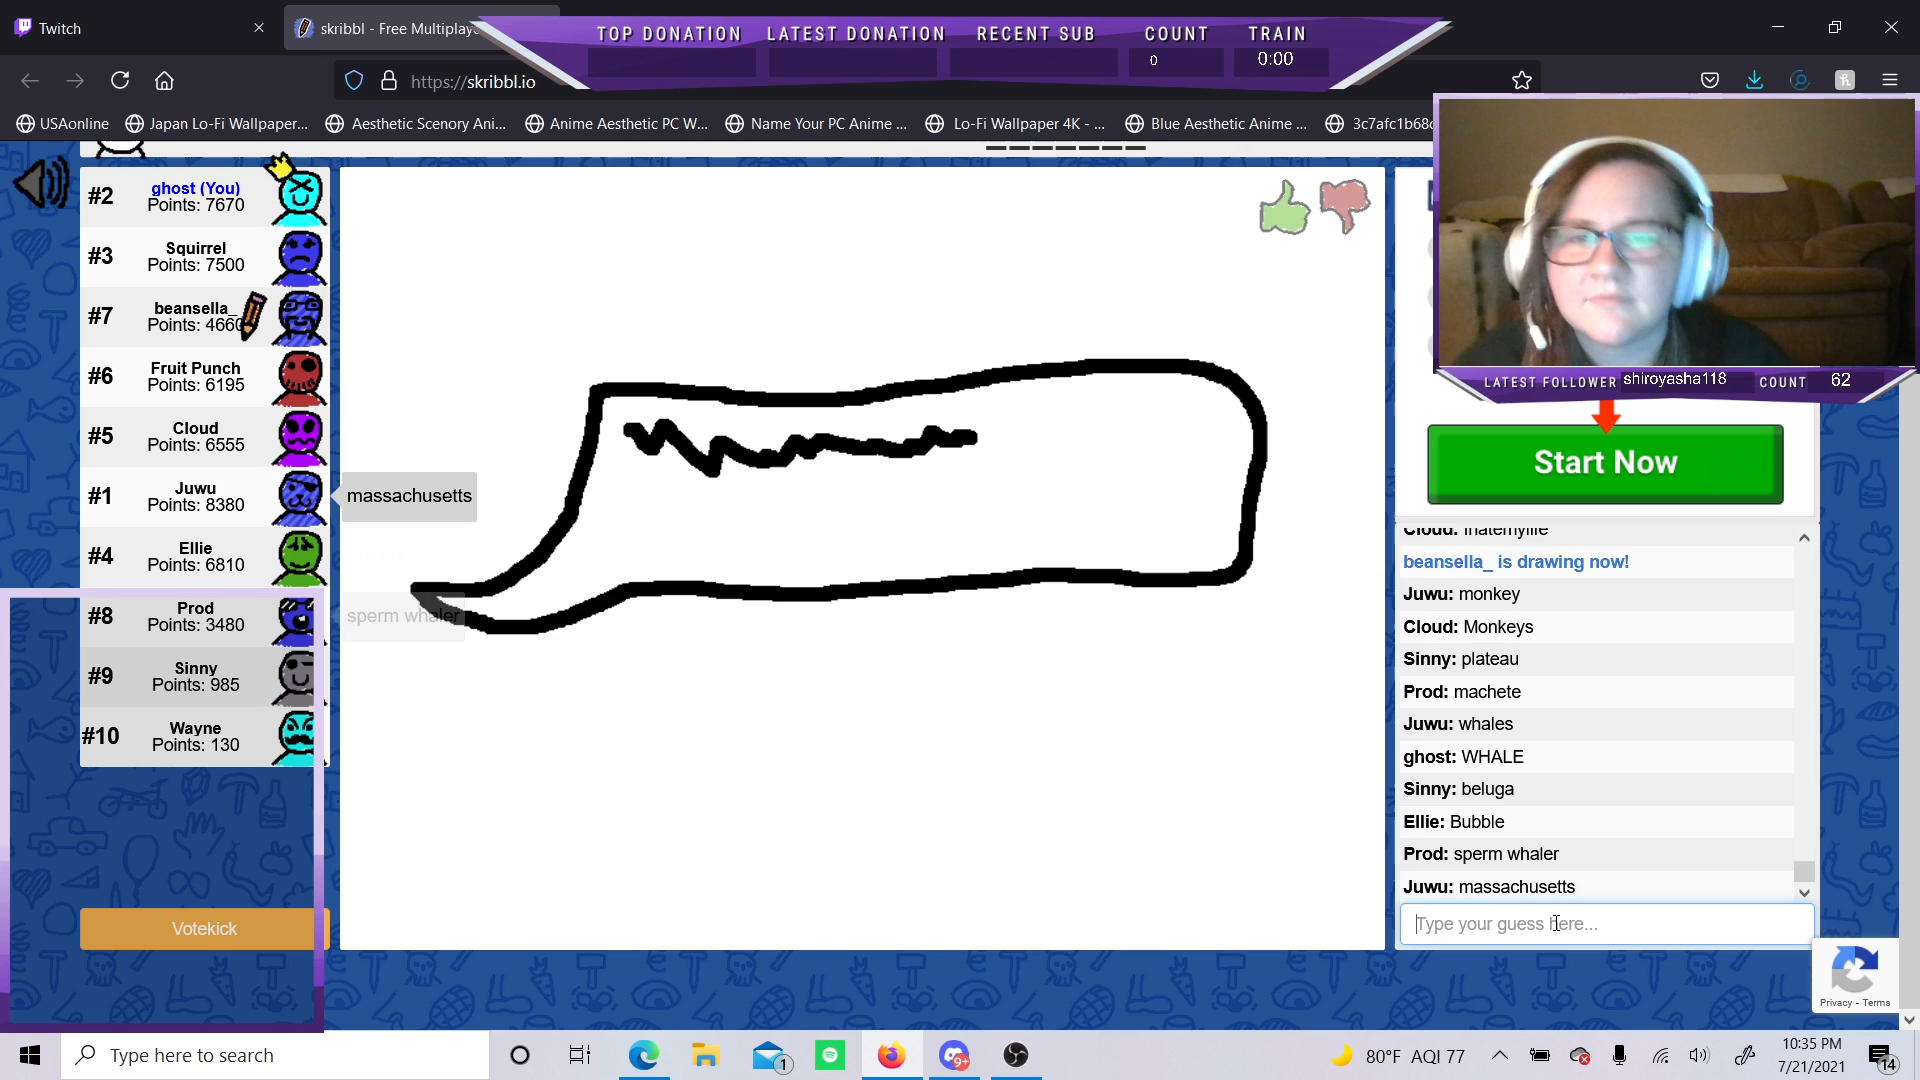 Twitch
skribbl - Free Multiplaye
TOP DONATION LATEST DONATION RECENT SUB COUNT TRAIN
0 0:00
https://skribbl.io
USAonline Japan Lo-Fi Wallpaper... Aesthetic Scenory Ani... Anime Aesthetic PC W... Name Your PC Anime ... Lo-Fi Wallpaper 4K - ... Blue Aesthetic Anime ... 3c7afc1b68c
#2 ghost (You)
Points: 7670
#3 Squirrel
Points: 7500
#7 beansella_
Points: 4660
#6 Fruit Punch
Points: 6195
#5 Cloud
Points: 6555
#1 Juwu
Points: 8380
massachusetts
#4 Ellie
Points: 6810
#8 Prod
Points: 3480
sperm whaler
#9 Sinny
Points: 985
#10 Wayne
Points: 130
Votekick
LATEST FOLLOWER shiroyasha118 COUNT 62
Start Now
Cloud: ihatemylife
beansella_ is drawing now!
Juwu: monkey
Cloud: Monkeys
Sinny: plateau
Prod: machete
Juwu: whales
ghost: WHALE
Sinny: beluga
Ellie: Bubble
Prod: sperm whaler
Juwu: massachusetts
Type your guess here...
Privacy - Terms
Type here to search
1
9+
80°F AQI 77
10:35 PM
7/21/2021
14